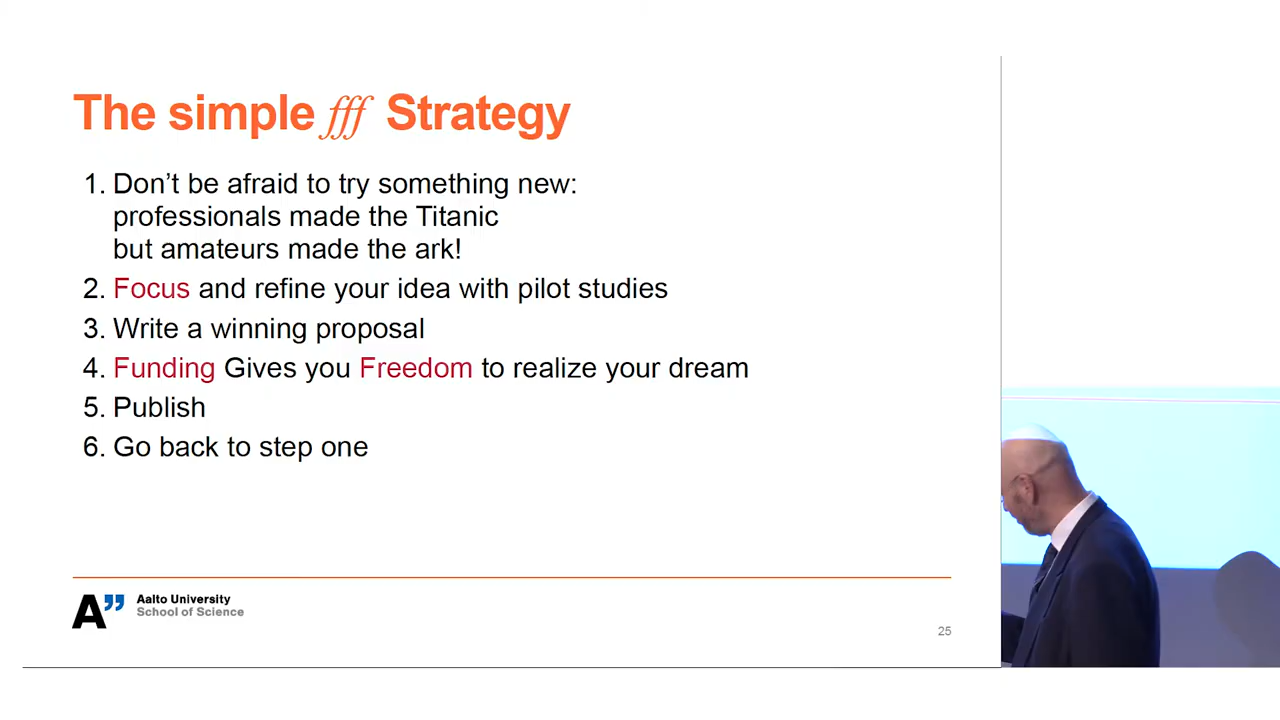 The simple fff Strategy
1. Don’t be afraid to try something new:
professionals made the Titanic
but amateurs made the ark!
2. Focus and refine your idea with pilot studies
3. Write a winning proposal
4. Funding Gives you Freedom to realize your dream
5. Publish
6. Go back to step one
A”
Aalto University
School of Science
25